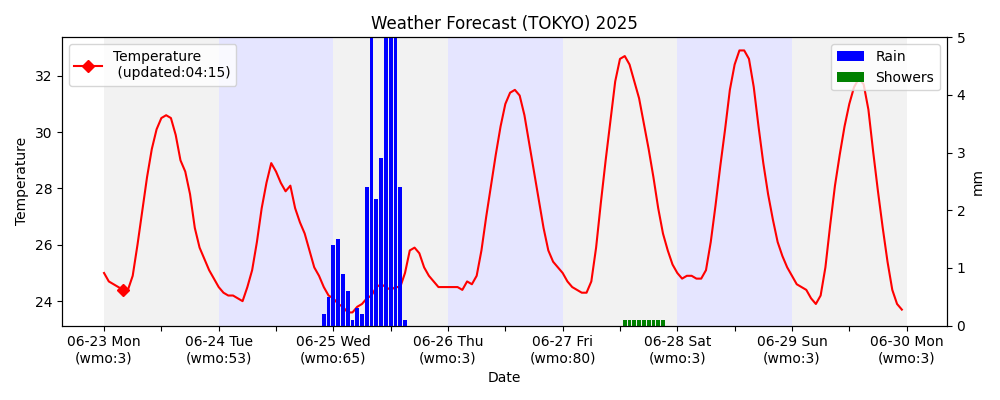 Weather Forecast (TOKYO) 2025
Temperature
(updated:04:15)
Rain
Showers
Temperature
32
30
28
26
24
5
4
3
2
1
0
mm
06-23 Mon
(wmo:3)
06-24 Tue
(wmo:53)
06-25 Wed
(wmo:65)
06-26 Thu
(wmo:3)
06-27 Fri
(wmo:80)
06-28 Sat
(wmo:3)
06-29 Sun
(wmo:3)
06-30 Mon
(wmo:3)
Date